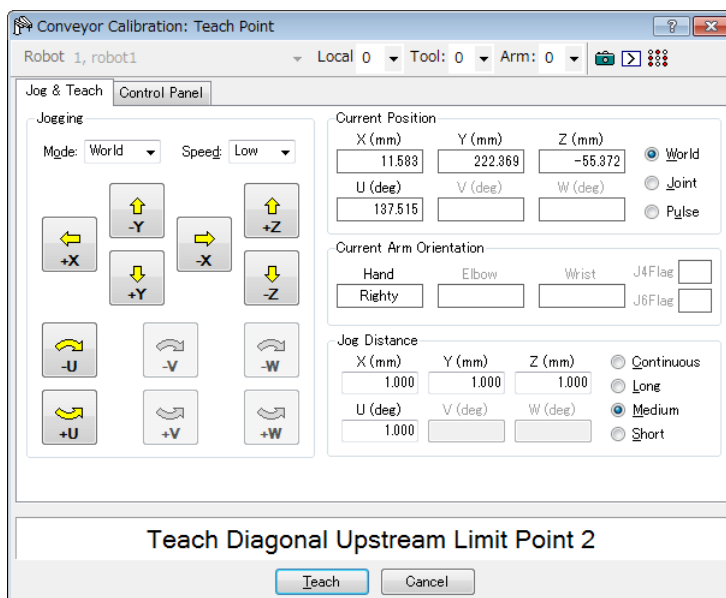 Conveyor Calibration: Teach Point
Robot 1, robot1 Local 0 Tool: 0 Arm: 0
Jog & Teach Control Panel
Jogging
Mode: World Speed: Low
-Y
+Z
+X
-X
+Y
-Z
-U -V -W
+U +V +W
Current Position
X (mm) Y (mm) Z (mm)
11.583 222.369 -55.372
U (deg) V (deg) W (deg)
137.515
World
Joint
Pulse
Current Arm Orientation
Hand Elbow Wrist
Righty
J4Flag
J6Flag
Jog Distance
X (mm) Y (mm) Z (mm)
1.000 1.000 1.000
U (deg) V (deg) W (deg)
1.000
Continuous
Long
Medium
Short
Teach Diagonal Upstream Limit Point 2
Teach Cancel